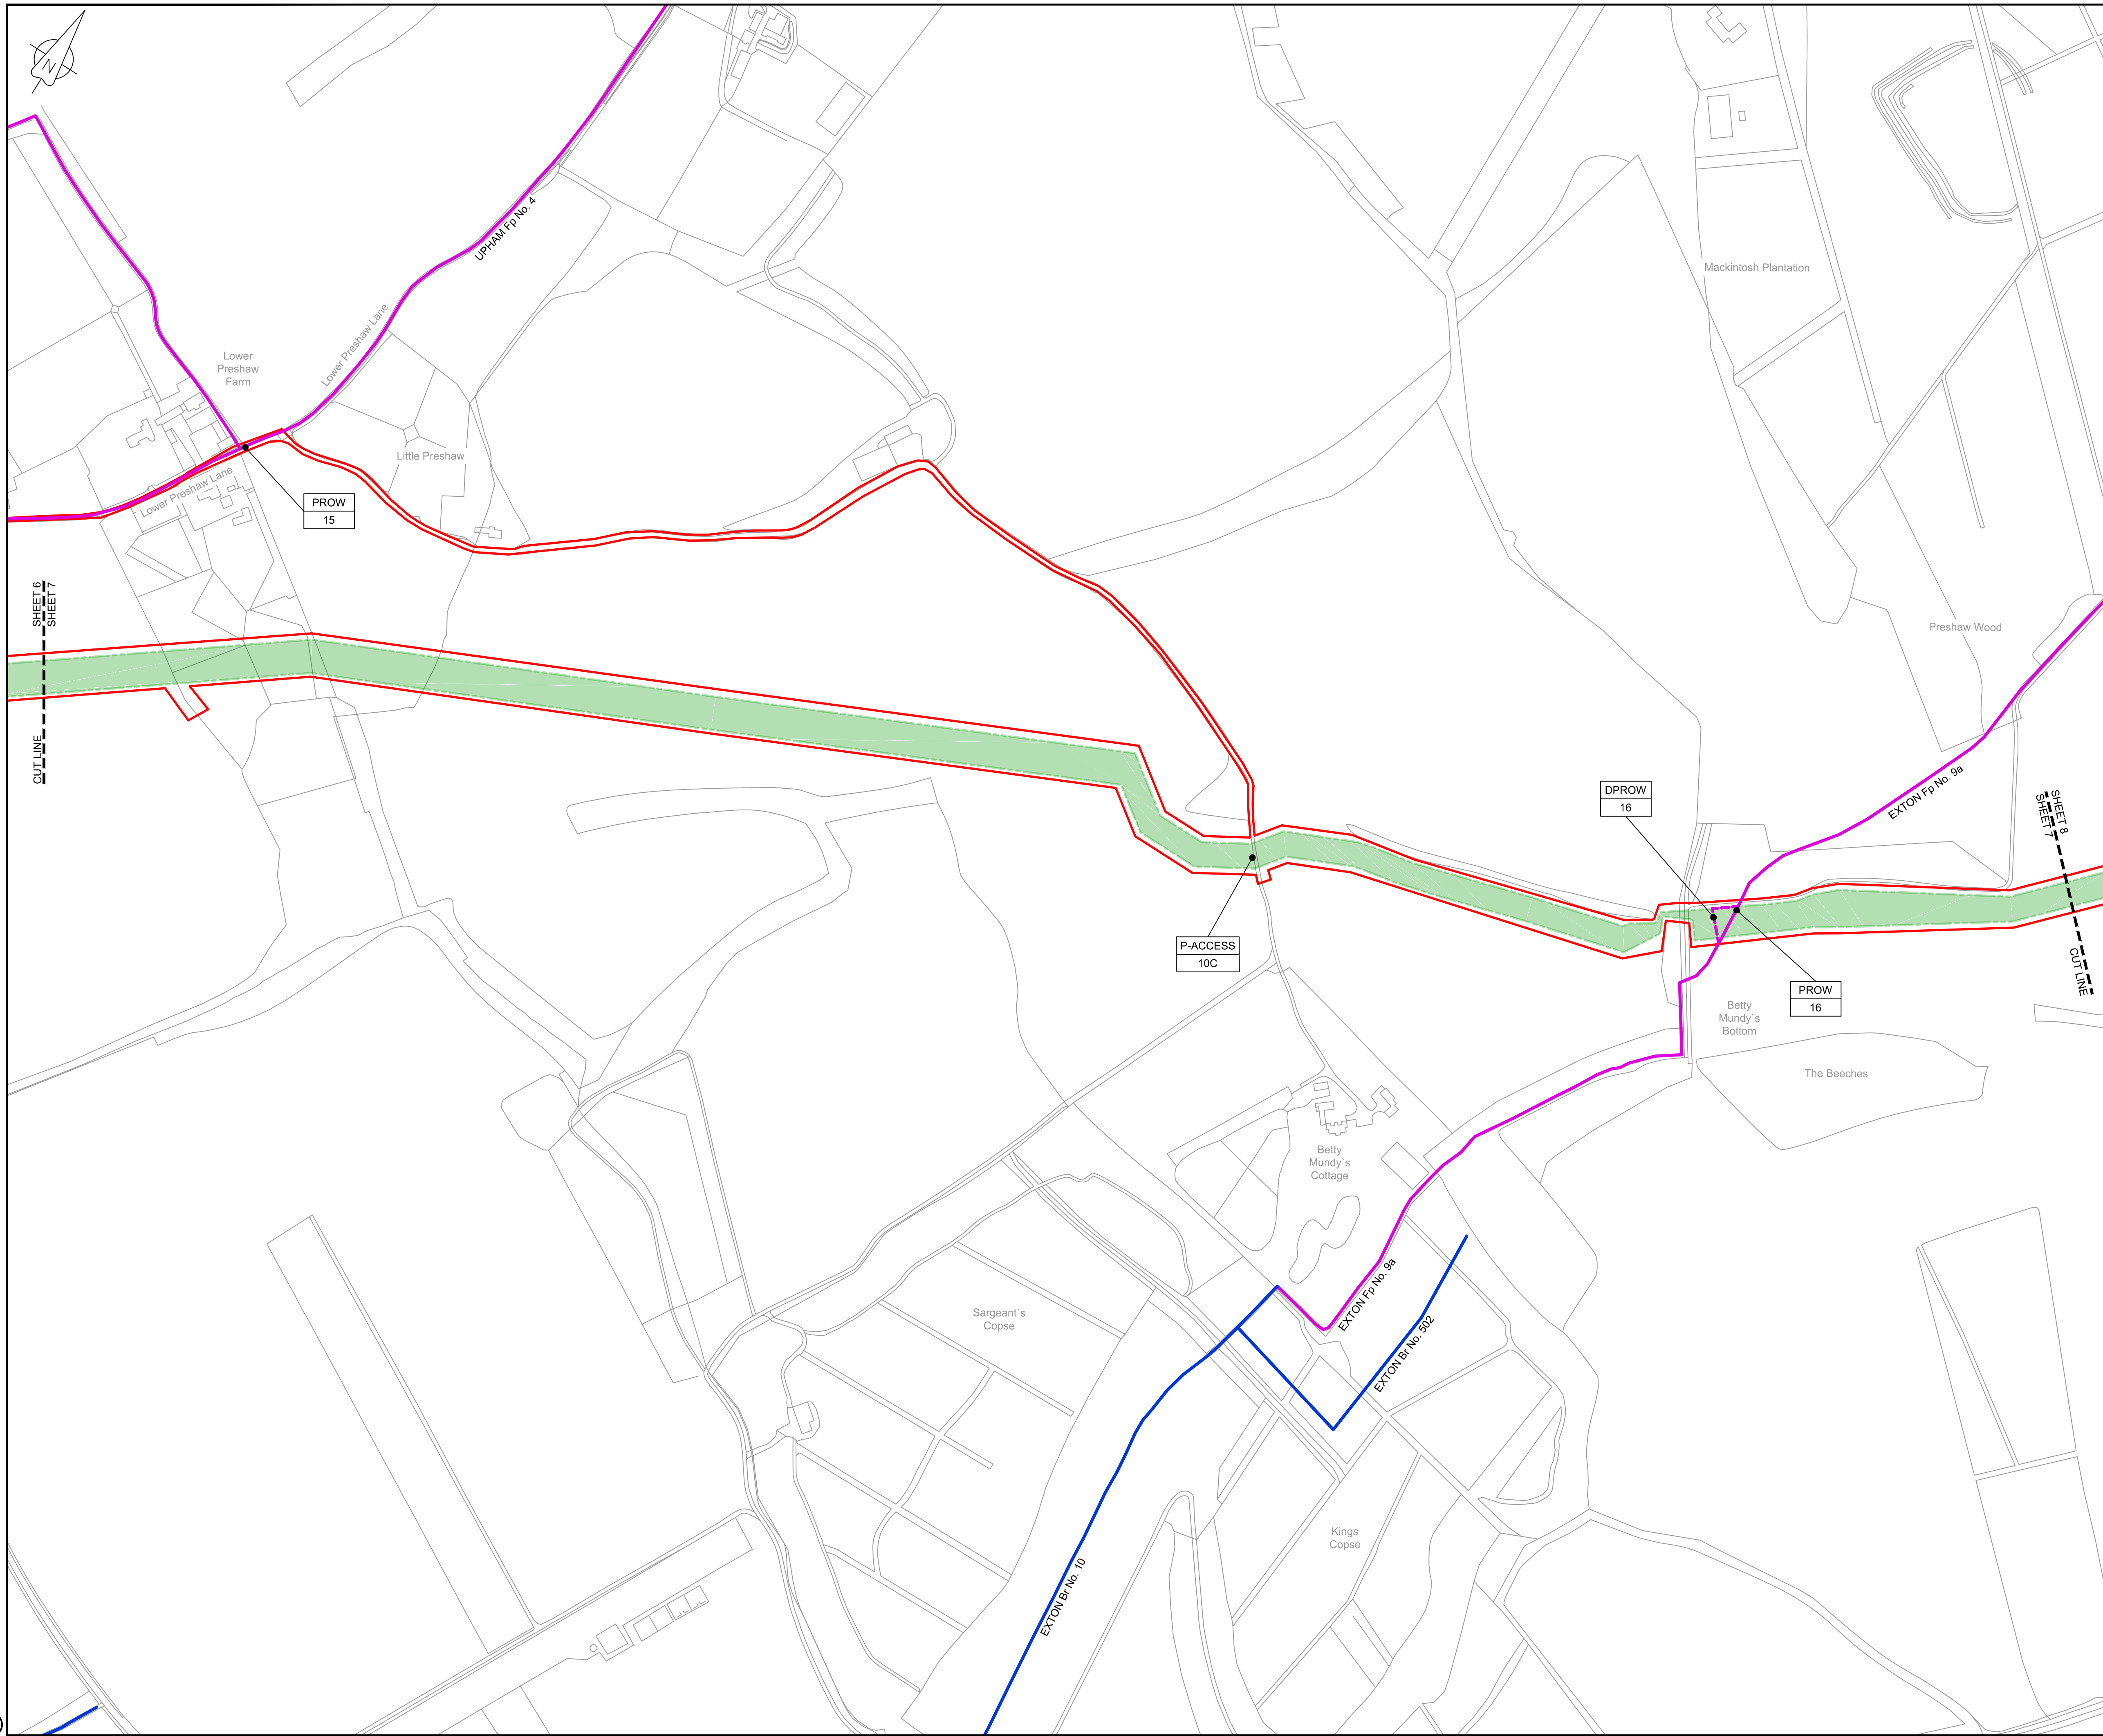 N
UPHAM Fp No. 4
Mackintosh Plantation
Lower Preshaw Lane
Lower
Preshaw
Farm
Little Preshaw
Lower Preshaw Lane
PROW
15
SHEET 6
SHEET 7
CUT LINE
Preshaw Wood
EXTON Fp No. 9a
DPROW
16
SHEET 8
SHEET 7
CUT LINE
P-ACCESS
10C
PROW
16
Betty
Mundy`s
Bottom
The Beeches
Betty
Mundy`s
Cottage
EXTON Fp No. 9a
EXTON Br No. 502
Sargeant`s
Copse
Kings
Copse
EXTON Br No. 10